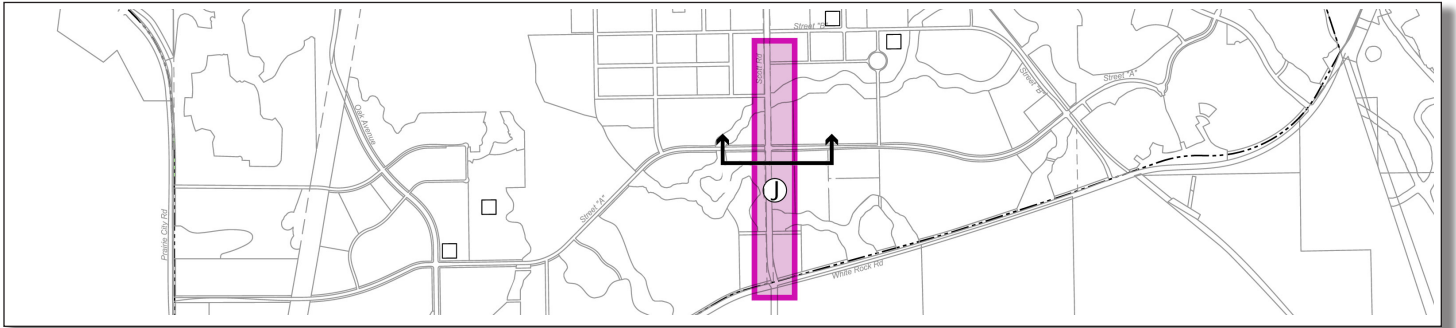 Street "B"
Scott Rd
Street "B"
Street "A"
Oak Avenue
J
Street "A"
Prairie City Rd
White Rock Rd